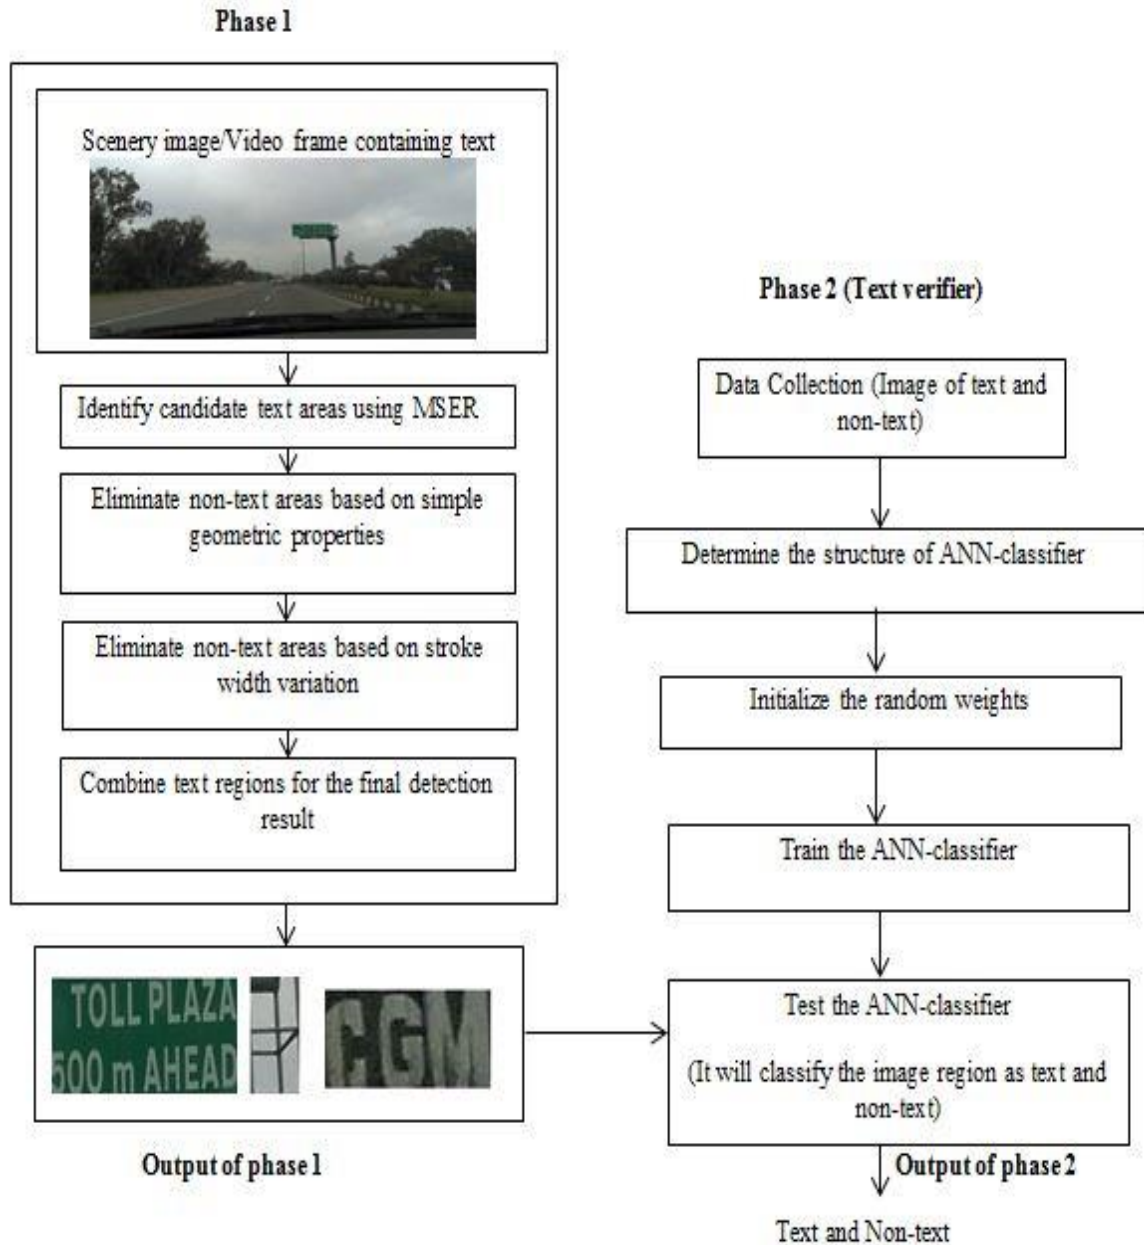 Phase 1
Scenery image/Video frame containing text
Identify candidate text areas using MSER
Eliminate non-text areas based on simple
geometric properties
Eliminate non-text areas based on stroke
width variation
Combine text regions for the final detection
result
TOLL PLAZA
500 m AHEAD
CGM
Output of phase 1
Phase 2 (Text verifier)
Data Collection (Image of text and
non-text)
Determine the structure of ANN-classifier
Initialize the random weights
Train the ANN-classifier
Test the ANN-classifier
(It will classify the image region as text and
non-text)
Output of phase 2
Text and Non-text